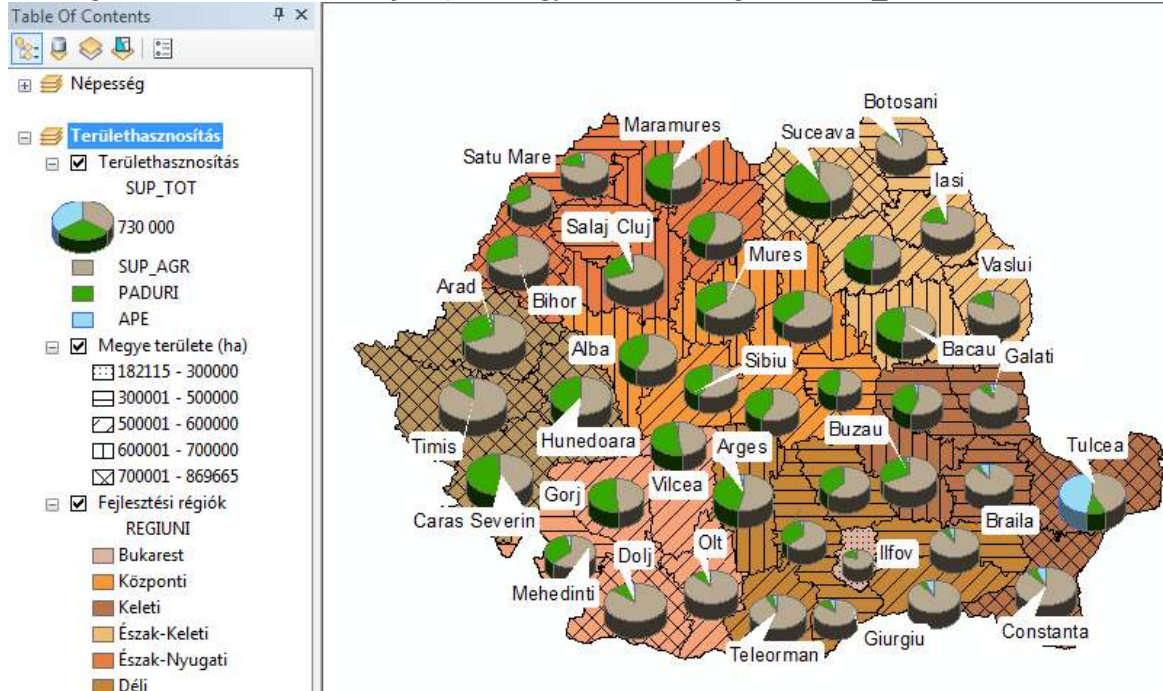 Table Of Contents
Népesség
Területhasznosítás
Területhasznosítás
SUP_TOT
730 000
SUP_AGR
PADURI
APE
Megye területe (ha)
182115 - 300000
300001 - 500000
500001 - 600000
600001 - 700000
700001 - 869665
Fejlesztési régiók
REGIUNI
Bukarest
Központi
Keleti
Észak-Keleti
Észak-Nyugati
Déli
Botosani
Maramures
Suceava
Satu Mare
Iasi
Salaj
Cluj
Mures
Vaslui
Arad
Bihor
Alba
Sibiu
Bacau
Galati
Timis
Hunedoara
Buzau
Arges
Tulcea
Gorj
Vilcea
Caras Severin
Braila
Olt
Ilfov
Dolj
Mehedinti
Giurgiu
Constanta
Teleorman